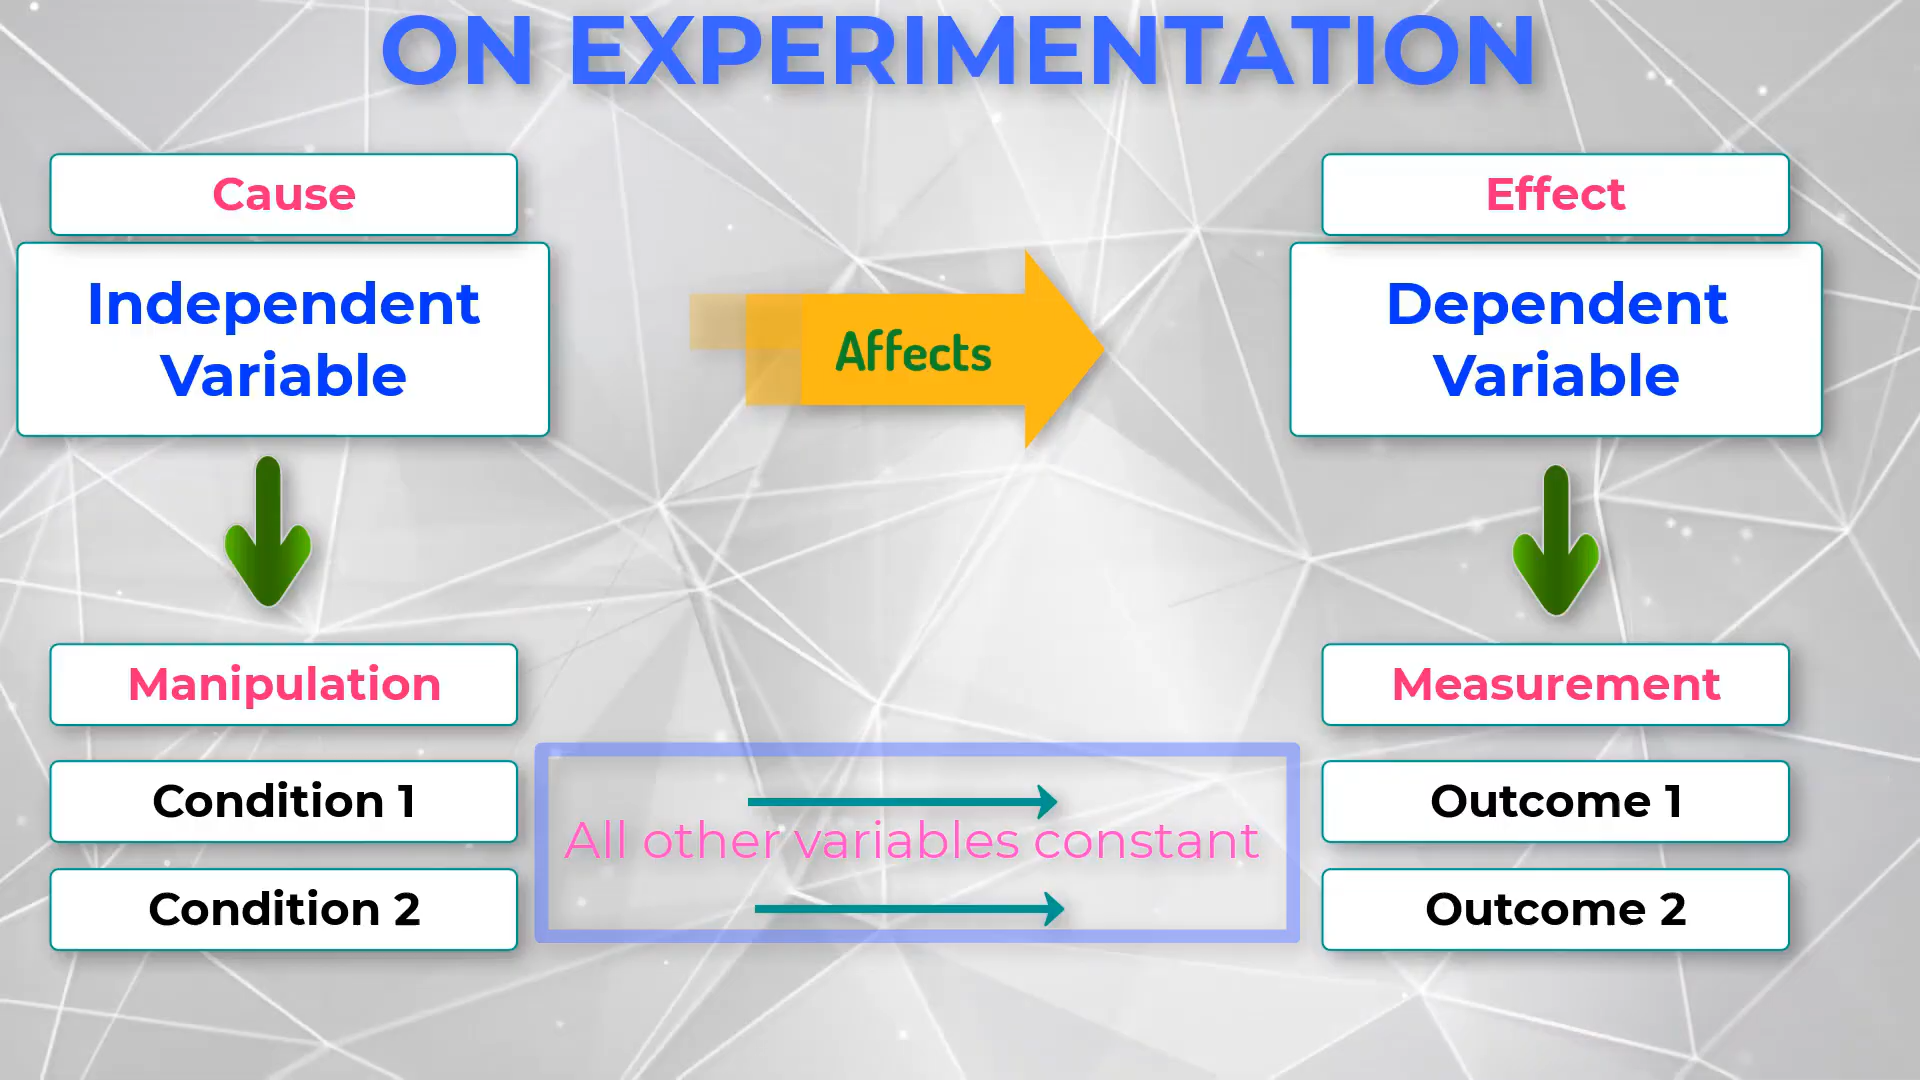 ON EXPERIMENTATION
Cause
Independent
Variable
Affects
Effect
Dependent
Variable
Manipulation
Condition 1
Condition 2
All other variables constant
Measurement
Outcome 1
Outcome 2